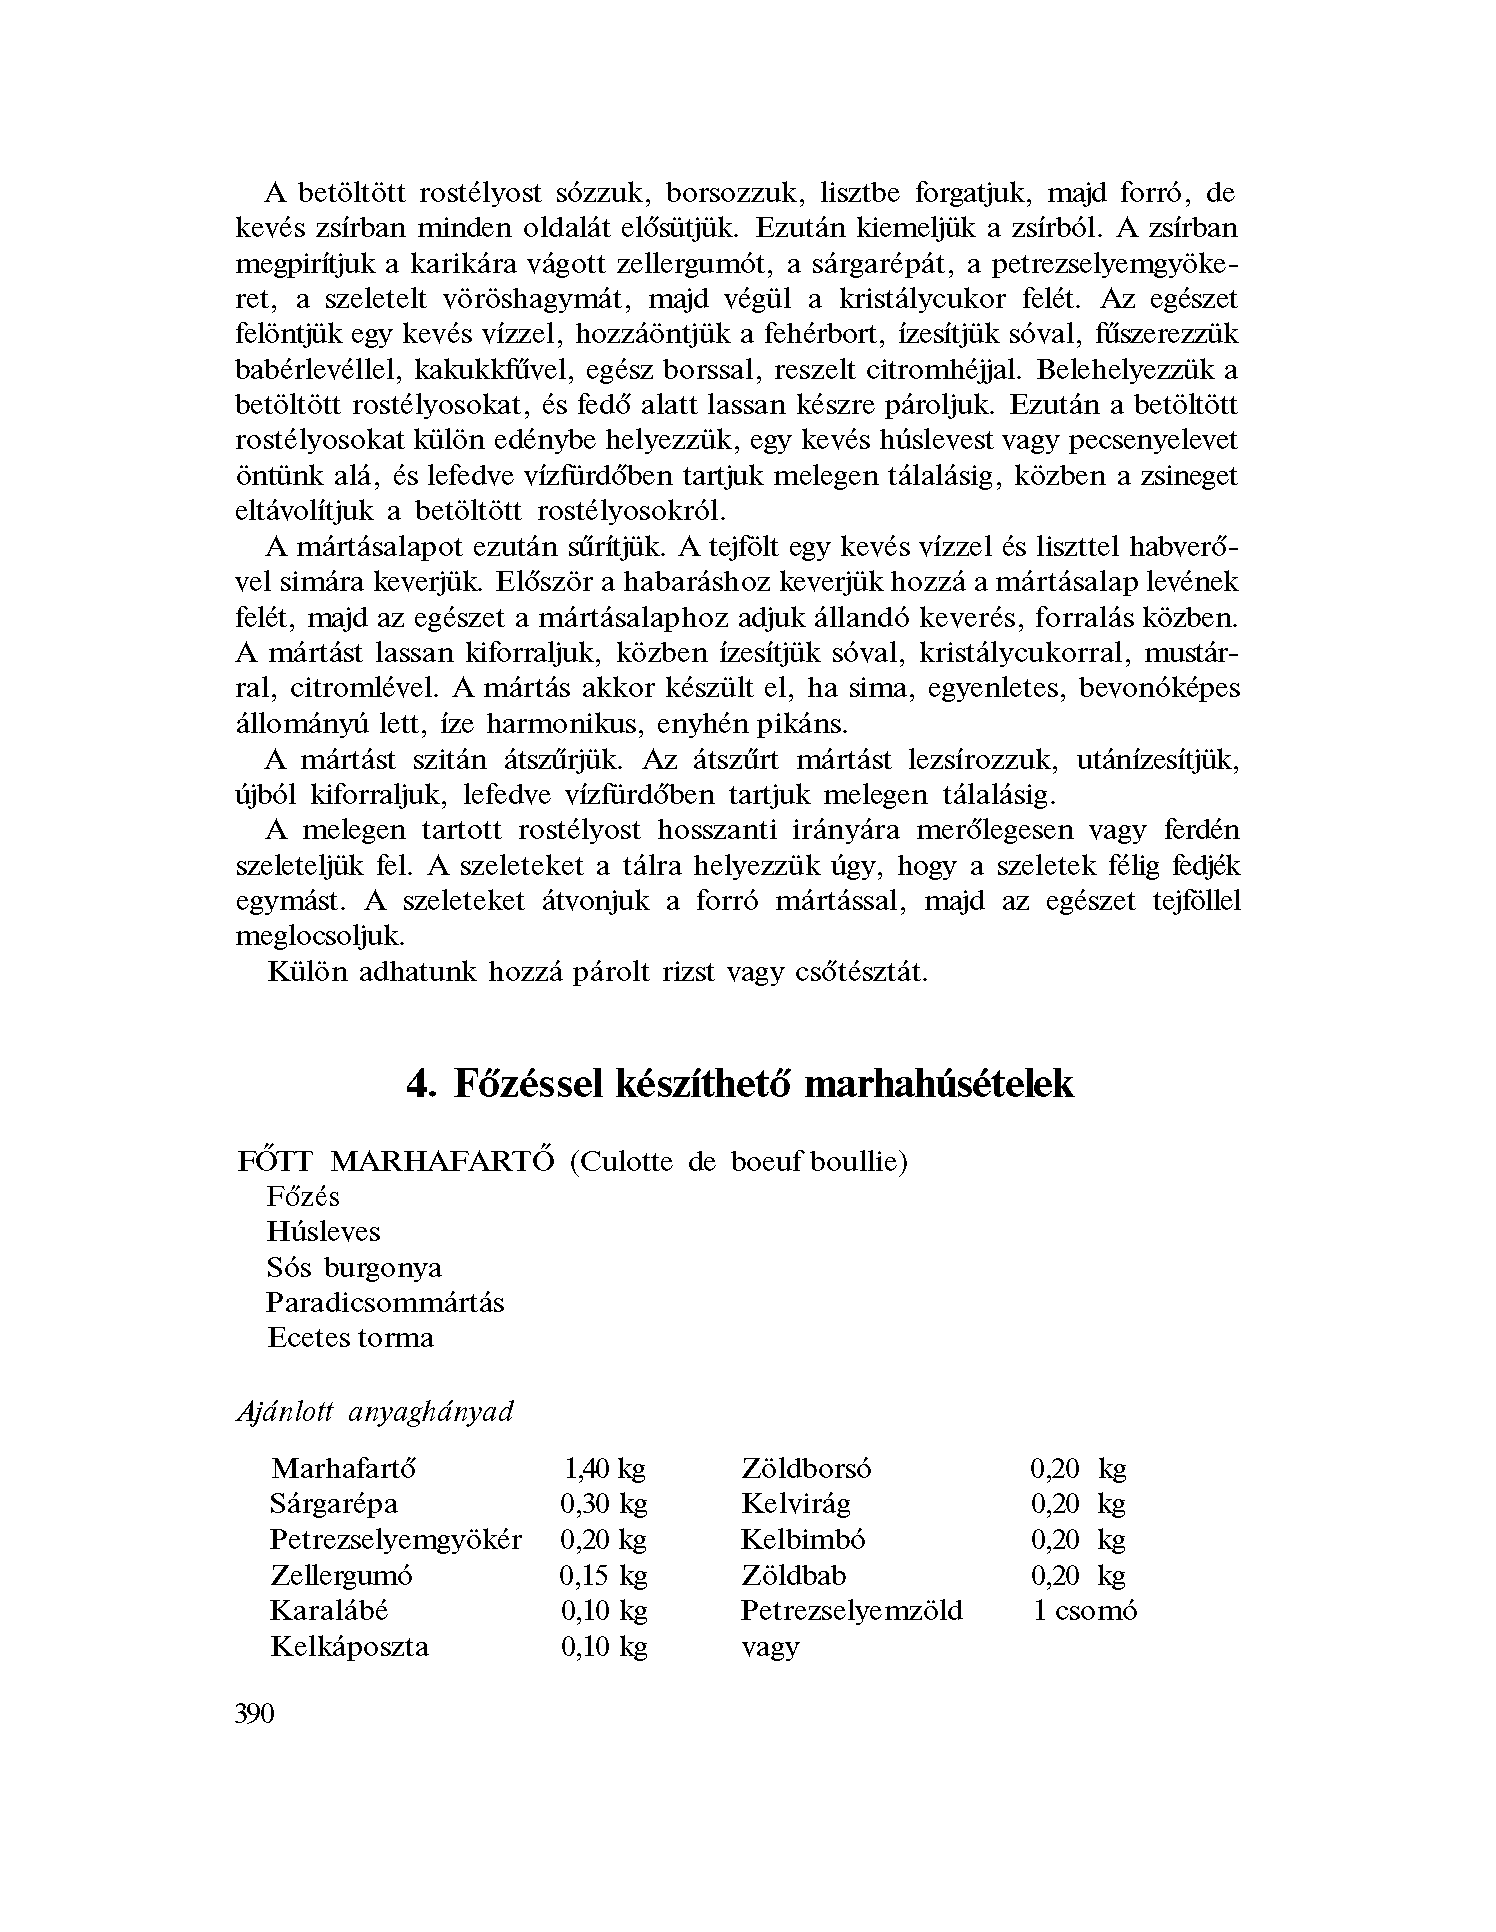 A betöltött rostélyost sózzuk, borsozzuk, lisztbe forgatjuk, majd forró, de
kevés zsírban minden oldalát elősütjük. Ezután kiemeljük a zsírból. A zsírban
megpirítjuk a karikára vágott zellergumót, a sárgarépát, a petrezselyemgyöke-
ret, a szeletelt vöröshagymát, majd végül a kristálycukor felét. Az egészet
felöntjük egy kevés vízzel, hozzáöntjük a fehérbort, ízesítjük sóval, fűszerezzük
babérlevéllel, kakukkfűvel, egész borssal, reszelt citromhéjjal. Belehelyezzük a
betöltött rostélyosokat, és fedő alatt lassan készre pároljuk. Ezután a betöltött
rostélyosokat külön edénybe helyezzük, egy kevés húslevest vagy pecsenyelevet
öntünk alá, és lefedve vízfürdőben tartjuk melegen tálalásig, közben a zsineget
eltávolítjuk a betöltött rostélyosokról.
A mártásalapot ezután sűrítjük. A tejfölt egy kevés vízzel és liszttel habverő-
vel simára keverjük. Először a habaráshoz keverjük hozzá a mártásalap levének
felét, majd az egészet a mártásalaphoz adjuk állandó keverés, forralás közben.
A mártást lassan kiforraljuk, közben ízesítjük sóval, kristálycukorral, mustár-
ral, citromlével. A mártás akkor készült el, ha sima, egyenletes, bevonóképes
állományú lett, íze harmonikus, enyhén pikáns.
A mártást szitán átszűrjük. Az átszűrt mártást lezsírozzuk, utánízesítjük,
újból kiforraljuk, lefedve vízfürdőben tartjuk melegen tálalásig.
A melegen tartott rostélyost hosszanti irányára merőlegesen vagy ferdén
szeleteljük fel. A szeleteket a tálra helyezzük úgy, hogy a szeletek félig fedjék
egymást. A szeleteket átvonjuk a forró mártással, majd az egészet tejföllel
meglocsoljuk.
Külön adhatunk hozzá párolt rizst vagy csőtésztát.
4. Főzéssel készíthető marhahúsételek
FŐTT MARHAFARTŐ (Culotte de boeuf boullie)
Főzés
Húsleves
Sós burgonya
Paradicsommártás
Ecetes torma
Ajánlott anyaghányad
Marhafartő 1,40 kg Zöldborsó 0,20 kg
Sárgarépa 0,30 kg Kelvirág 0,20 kg
Petrezselyemgyökér 0,20 kg Kelbimbó 0,20 kg
Zellergumó 0,15 kg Zöldbab 0,20 kg
Karalábé 0,10 kg Petrezselyemzöld 1 csomó
Kelkáposzta 0,10 kg vagy
390